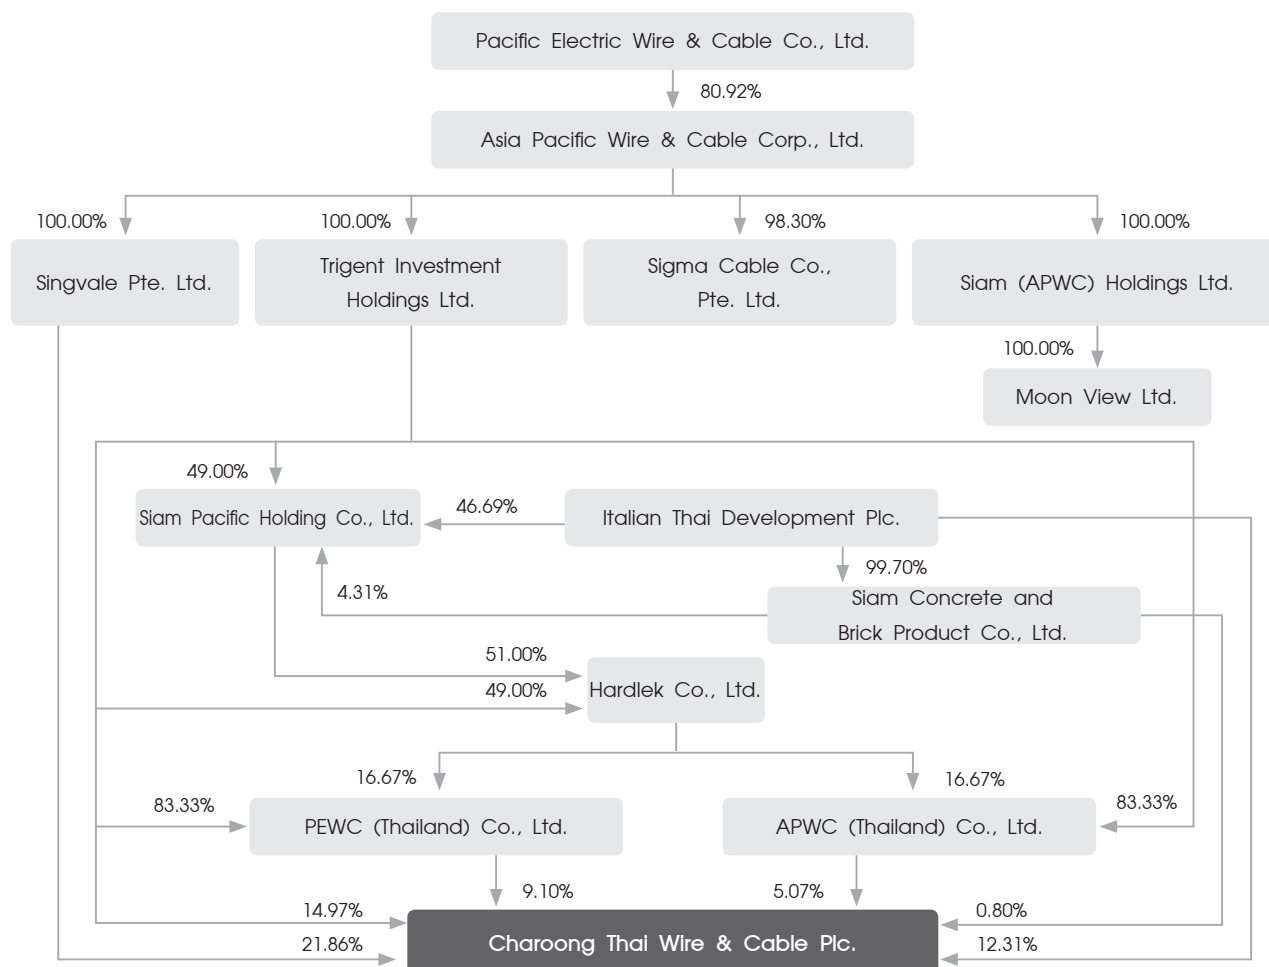 Pacific Electric Wire & Cable Co., Ltd.
80.92%
Asia Pacific Wire & Cable Corp., Ltd.
100.00%
100.00%
98.30%
100.00%
Singvale Pte. Ltd.
Trigent Investment
Holdings Ltd.
Sigma Cable Co.,
Pte. Ltd.
Siam (APWC) Holdings Ltd.
100.00%
Moon View Ltd.
49.00%
Siam Pacific Holding Co., Ltd.
46.69%
Italian Thai Development Plc.
99.70%
4.31%
Siam Concrete and
Brick Product Co., Ltd.
51.00%
49.00%
Hardlek Co., Ltd.
16.67%
16.67%
83.33%
83.33%
PEWC (Thailand) Co., Ltd.
APWC (Thailand) Co., Ltd.
9.10%
5.07%
14.97%
0.80%
21.86%
Charoong Thai Wire & Cable Plc.
12.31%